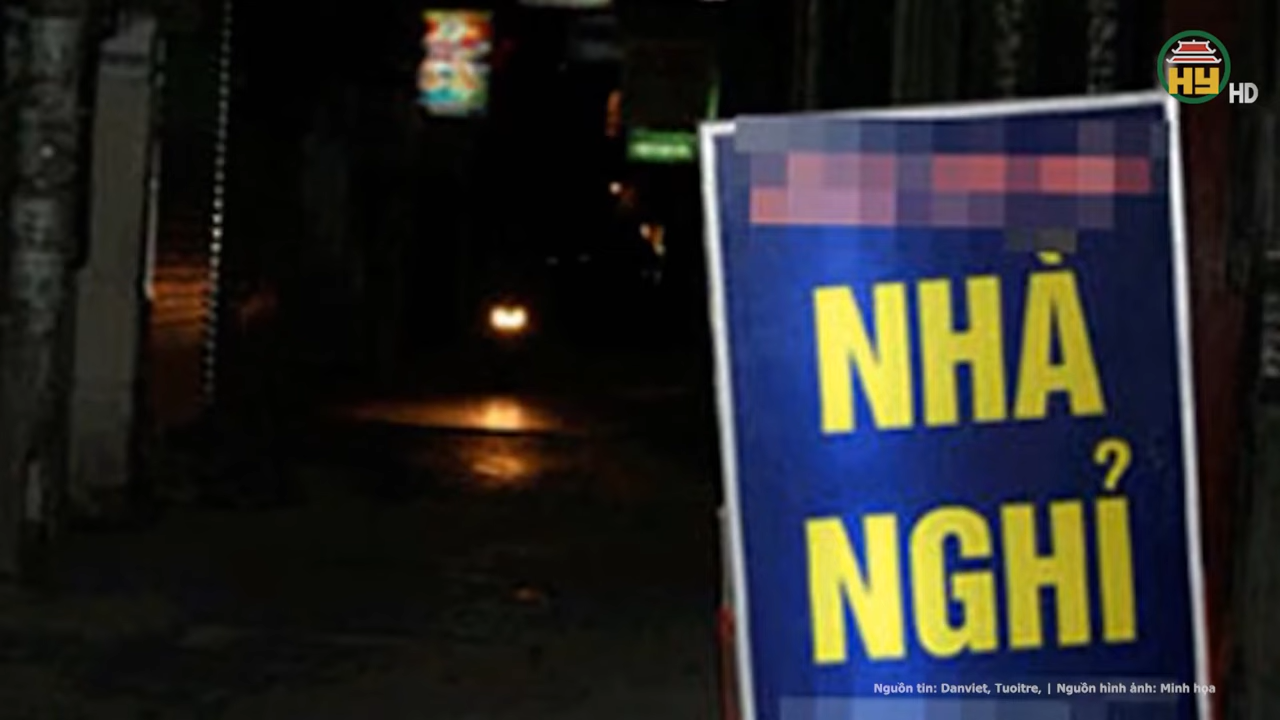 HY HD
NHÀ
NGHỈ
Nguồn tin: Danviet, Tuoitre, | Nguồn hình ảnh: Minh họa